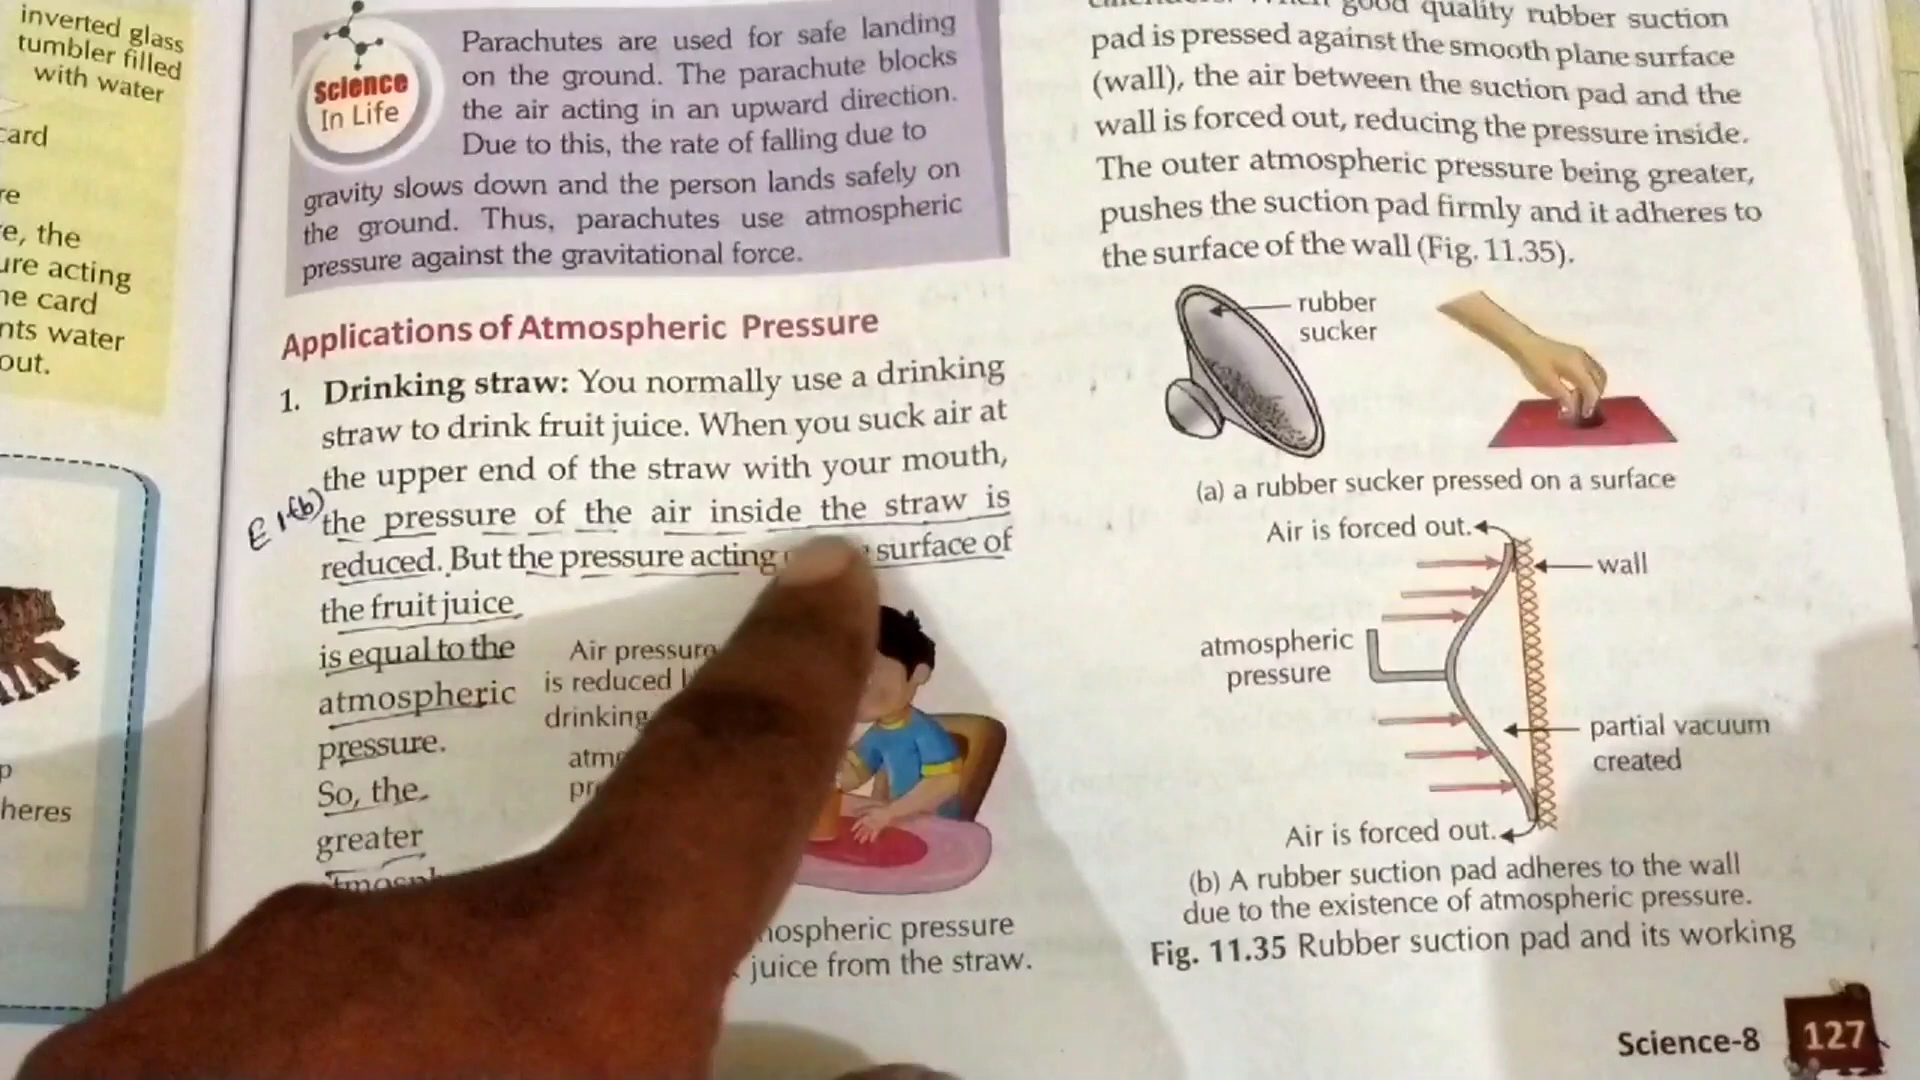 inverted glass
tumbler filled
with water
card
re
e, the
ure acting
ne card
nts water
out.
p
heres
Science
In Life
Parachutes are used for safe landing
on the ground. The parachute blocks
the air acting in an upward direction.
Due to this, the rate of falling due to
gravity slows down and the person lands safely on
the ground. Thus, parachutes use atmospheric
pressure against the gravitational force.
Applications of Atmospheric Pressure
1. Drinking straw: You normally use a drinking
straw to drink fruit juice. When you suck air at
the upper end of the straw with your mouth,
E 1(b)
the pressure of the air inside the straw is
reduced. But the pressure acting surface of
the fruit juice
is equal to the
atmospheric
pressure.
So, the
greater
Air pressure
is reduced
drinking
juice from the straw.
pressure
good quality rubber suction
pad is pressed against the smooth plane surface
(wall), the air between the suction pad and the
wall is forced out, reducing the pressure inside.
The outer atmospheric pressure being greater,
pushes the suction pad firmly and it adheres to
the surface of the wall (Fig. 11.35).
rubber
sucker
(a) a rubber sucker pressed on a surface
Air is forced out.
wall
atmospheric
pressure
partial vacuum
created
Air is forced out.
(b) A rubber suction pad adheres to the wall
due to the existence of atmospheric pressure.
Fig. 11.35 Rubber suction pad and its working
Science-8 127